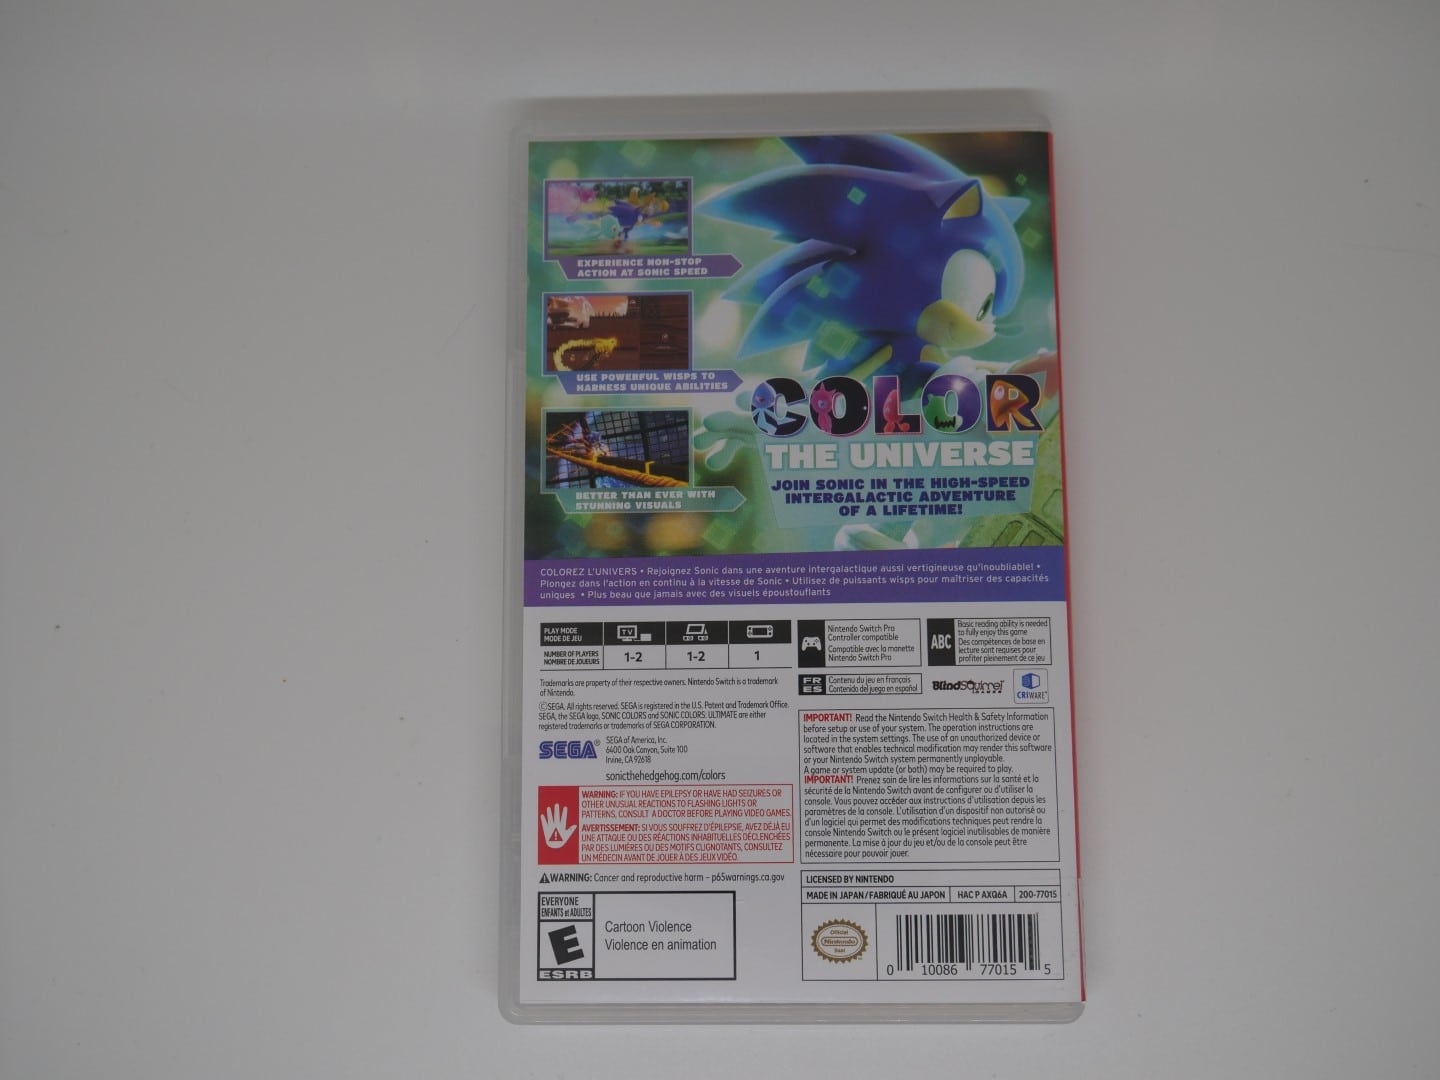 EXPERIENCE NON-STOP
ACTION AT SONIC SPEED
USE POWERFUL WISPS TO
HARNESS UNIQUE ABILITIES
BETTER THAN EVER WITH
STUNNING VISUALS
COLOR
THE UNIVERSE
JOIN SONIC IN THE HIGH-SPEED
INTERGALACTIC ADVENTURE
OF A LIFETIME!
COLOREZ L'UNIVERS • Rejoignez Sonic dans une aventure intergalactique aussi vertigineuse qu'inoubliable! •
Plongez dans l'action en continu à la vitesse de Sonic • Utilisez de puissants wisps pour maîtriser des capacités
uniques • Plus beau que jamais avec des visuels époustouflants
PLAY MODE
MODE DE JEU
TV
NUMBER OF PLAYERS
NOMBRE DE JOUEURS
1-2
1-2
1
Nintendo Switch Pro
Controller compatible
Compatible avec la manette
Nintendo Switch Pro
ABC
Basic reading ability is needed
to fully enjoy this game
Des compétences de base en
lecture sont requises pour
profiter pleinement de ce jeu
FR
ES
Contenu du jeu en français
Contenido del juego en español
BlindSquirrel
GAMES
CRIWARE™
Trademarks are property of their respective owners. Nintendo Switch is a trademark
of Nintendo.
©SEGA. All rights reserved. SEGA is registered in the U.S. Patent and Trademark Office.
SEGA, the SEGA logo, SONIC COLORS and SONIC COLORS: ULTIMATE are either
registered trademarks or trademarks of SEGA CORPORATION.
SEGA®
SEGA of America, Inc.
6400 Oak Canyon, Suite 100
Irvine, CA 92618
sonicthehedgehog.com/colors
WARNING: IF YOU HAVE EPILEPSY OR HAVE HAD SEIZURES OR
OTHER UNUSUAL REACTIONS TO FLASHING LIGHTS OR
PATTERNS, CONSULT A DOCTOR BEFORE PLAYING VIDEO GAMES.
AVERTISSEMENT: SI VOUS SOUFFREZ D'ÉPILEPSIE, AVEZ DÉJÀ EU
UNE ATTAQUE OU DES RÉACTIONS INHABITUELLES DÉCLENCHÉES
PAR DES LUMIÈRES OU DES MOTIFS CLIGNOTANTS, CONSULTEZ
UN MÉDECIN AVANT DE JOUER À DES JEUX VIDÉO.
WARNING: Cancer and reproductive harm – p65warnings.ca.gov
EVERYONE
ENFANTS et ADULTES
E
ESRB
Cartoon Violence
Violence en animation
IMPORTANT! Read the Nintendo Switch Health & Safety Information
before setup or use of your system. The operation instructions are
located in the system settings. The use of an unauthorized device or
software that enables technical modification may render this software
or your Nintendo Switch system permanently unplayable.
A game or system update (or both) may be required to play.
IMPORTANT! Prenez soin de lire les informations sur la santé et la
sécurité de la Nintendo Switch avant de configurer ou d'utiliser la
console. Vous pouvez accéder aux instructions d'utilisation depuis les
paramètres de la console. L'utilisation d'un dispositif non autorisé ou
d'un logiciel qui permet des modifications techniques peut rendre la
console Nintendo Switch ou le présent logiciel inutilisables de manière
permanente. La mise à jour du jeu et/ou de la console peut être
nécessaire pour pouvoir jouer.
LICENSED BY NINTENDO
MADE IN JAPAN/FABRIQUÉ AU JAPON
HAC P AXQ6A
200-77015
Official
Nintendo
Seal
0 10086 77015 5